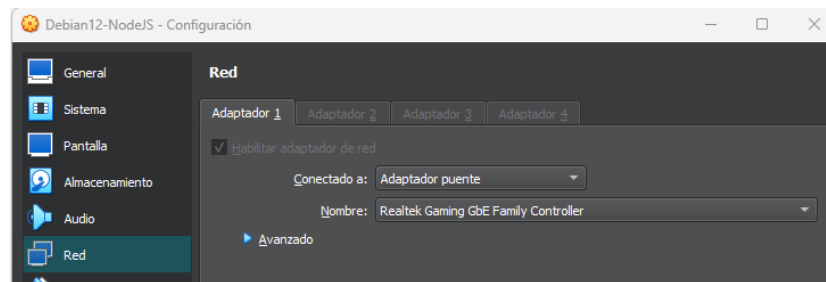 Debian12-NodeJS - Configuración
General
Sistema
Pantalla
Almacenamiento
Audio
Red
Red
Adaptador 1 Adaptador 2 Adaptador 3 Adaptador 4
Habilitar adaptador de red
Conectado a: Adaptador puente
Nombre: Realtek Gaming GbE Family Controller
Avanzado